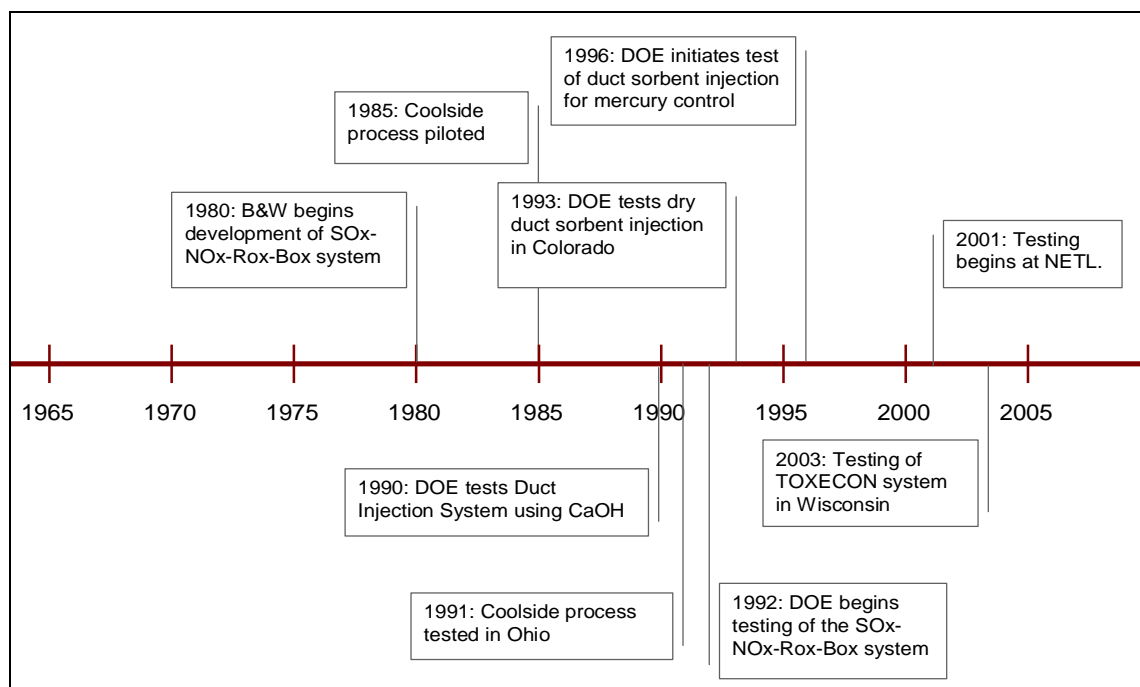 1996: DOE initiates test
of duct sorbent injection
for mercury control
1985: Coolside
process piloted
1993: DOE tests dry
duct sorbent injection
in Colorado
1980: B&W begins
development of SOx-
NOx-Rox-Box system
2001: Testing
begins at NETL.
1965 1970 1975 1980 1985 1990 1995 2000 2005
1990: DOE tests Duct
Injection System using CaOH
2003: Testing of
TOXECON system
in Wisconsin
1991: Coolside process
tested in Ohio
1992: DOE begins
testing of the SOx-
NOx-Rox-Box system